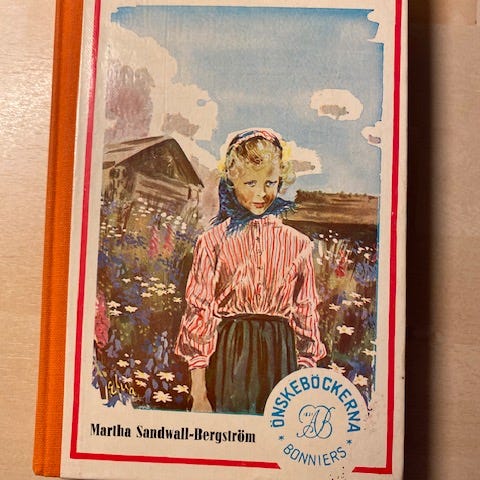 Martha Sandwall-Bergström
ÖNSKEBÖCKERNA
AB
BONNIERS